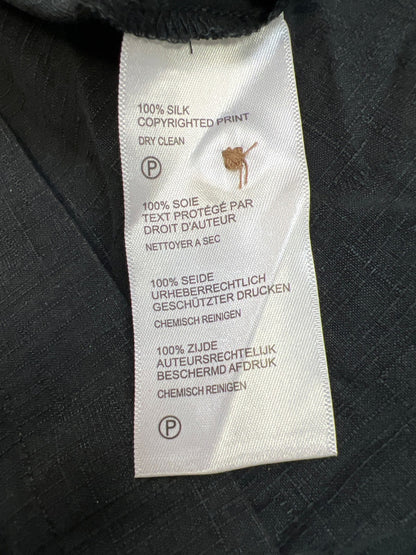 100% SILK
COPYRIGHTED PRINT
DRY CLEAN
P
100% SOIE
TEXT PROTÉGÉ PAR
DROIT D'AUTEUR
NETTOYER A SEC
100% SEIDE
URHEBERRECHTLICH
GESCHÜTZTER DRUCKEN
CHEMISCH REINIGEN
100% ZIJDE
AUTEURSRECHTELIJK
BESCHERMD AFDRUK
CHEMISCH REINIGEN
P